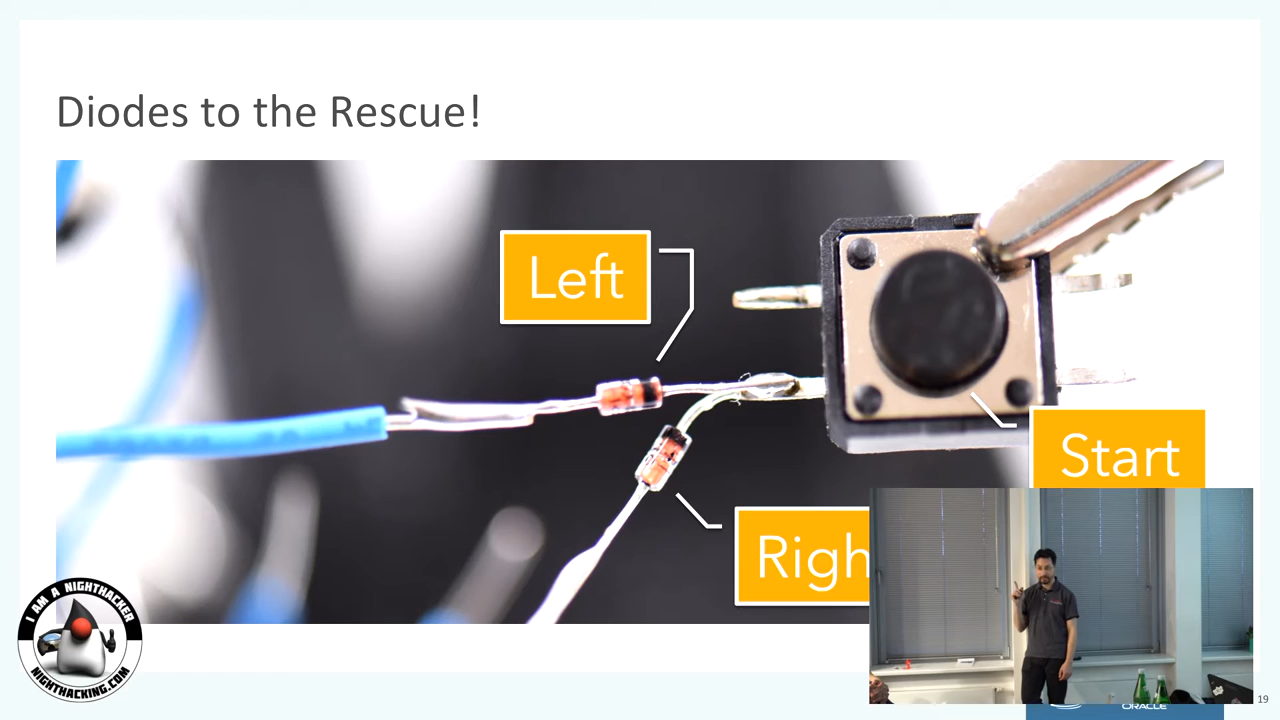 Diodes to the Rescue!
Left
Start
Righ
I AM A NIGHTHACKER
NIGHTHACKING.COM
ORACLE
19